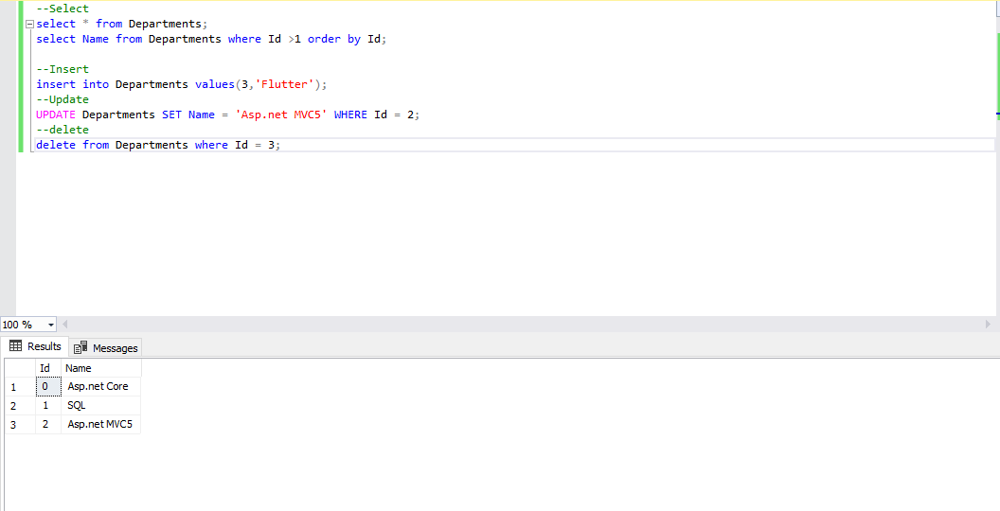 --Select
select * from Departments;
select Name from Departments where Id >1 order by Id;
--Insert
insert into Departments values(3,'Flutter');
--Update
UPDATE Departments SET Name = 'Asp.net MVC5' WHERE Id = 2;
--delete
delete from Departments where Id = 3;
100 %
Results Messages
Id Name
1 0 Asp.net Core
2 1 SQL
3 2 Asp.net MVC5